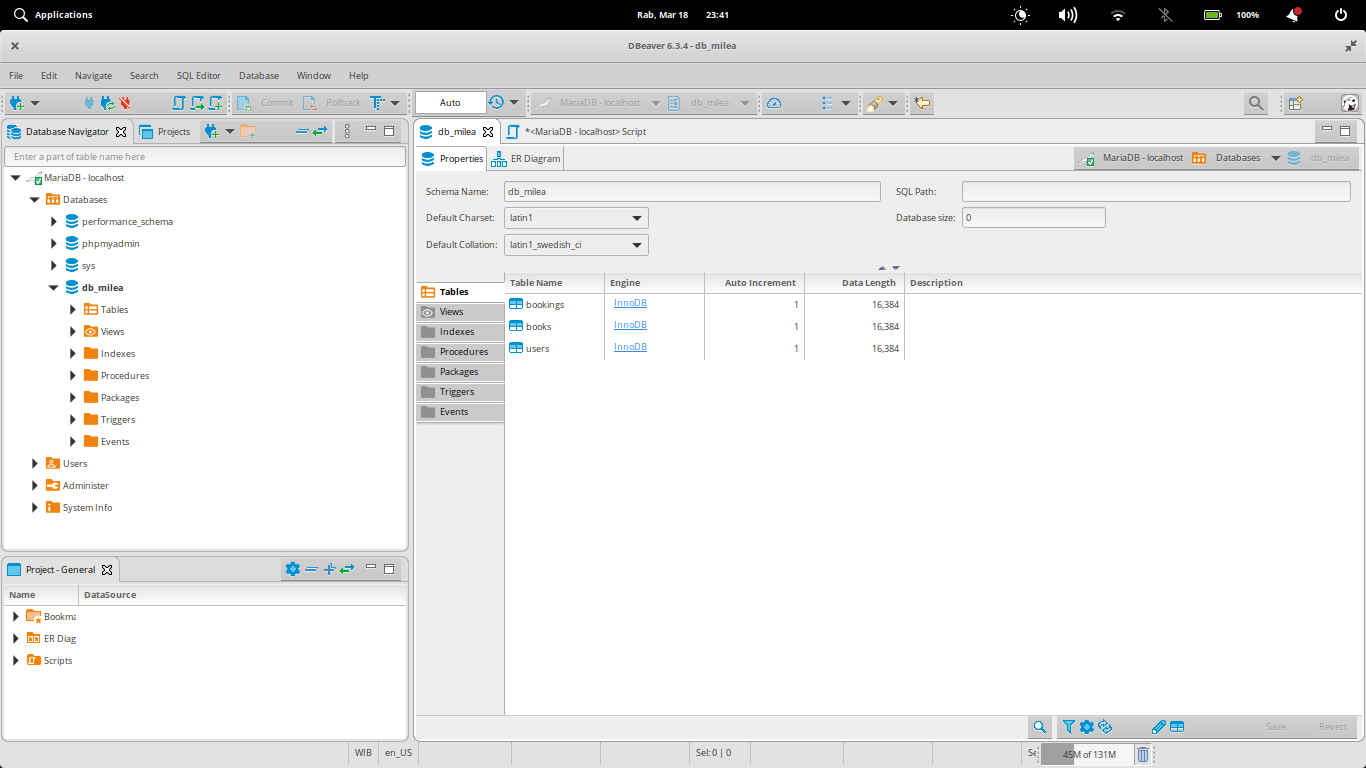 Applications
Rab, Mar 18 23:41
100%
DBeaver 6.3.4 - db_milea
File Edit Navigate Search SQL Editor Database Window Help
Commit Rollback Auto MariaDB - localhost db_milea
Database Navigator Projects
Enter a part of table name here
MariaDB - localhost
Databases
performance_schema
phpmyadmin
sys
db_milea
Tables
Views
Indexes
Procedures
Packages
Triggers
Events
Users
Administer
System Info
Project - General
Name DataSource
Bookma
ER Diag
Scripts
db_milea *<MariaDB - localhost> Script
Properties ER Diagram MariaDB - localhost Databases db_milea
Schema Name: db_milea SQL Path:
Default Charset: latin1 Database size: 0
Default Collation: latin1_swedish_ci
Tables
Views
Indexes
Procedures
Packages
Triggers
Events
Table Name Engine Auto Increment Data Length Description
bookings InnoDB 1 16,384
books InnoDB 1 16,384
users InnoDB 1 16,384
Save Revert
WIB en_US Sel: 0 | 0 45M of 131M